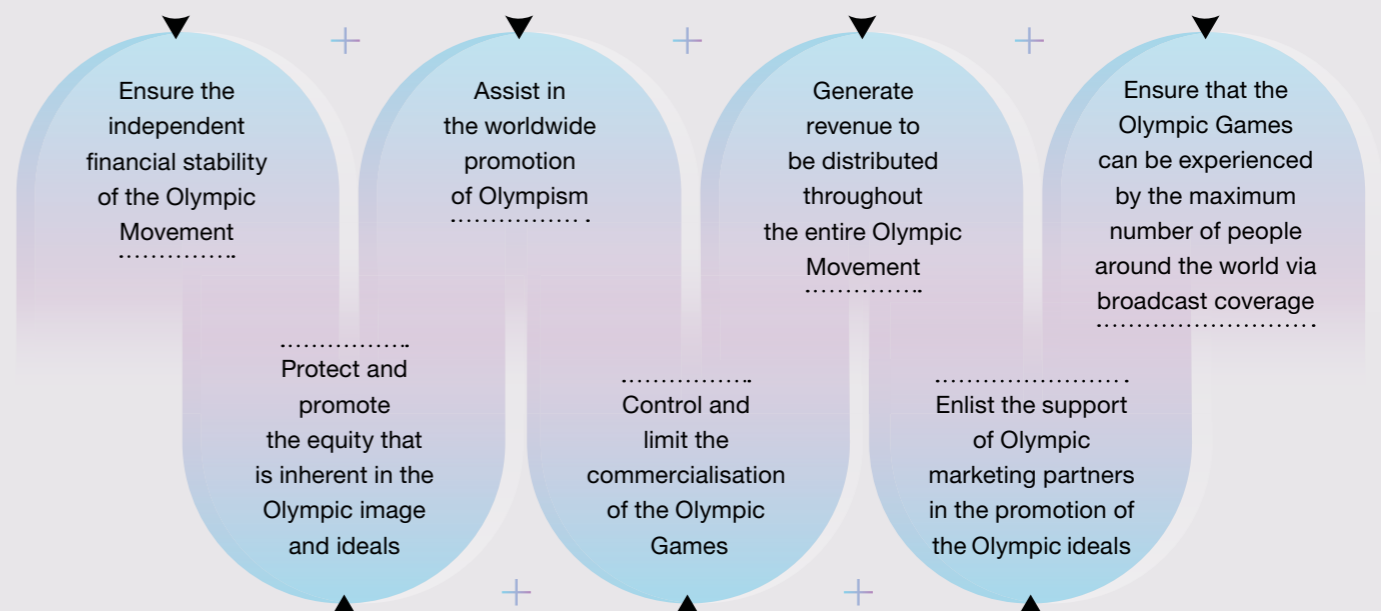 Ensure the
independent
financial stability
of the Olympic
Movement
Assist in
the worldwide
promotion
of Olympism
Generate
revenue to
be distributed
throughout
the entire Olympic
Movement
Ensure that the
Olympic Games
can be experienced
by the maximum
number of people
around the world via
broadcast coverage
Protect and
promote
the equity that
is inherent in the
Olympic image
and ideals
Control and
limit the
commercialisation
of the Olympic
Games
Enlist the support
of Olympic
marketing partners
in the promotion of
the Olympic ideals